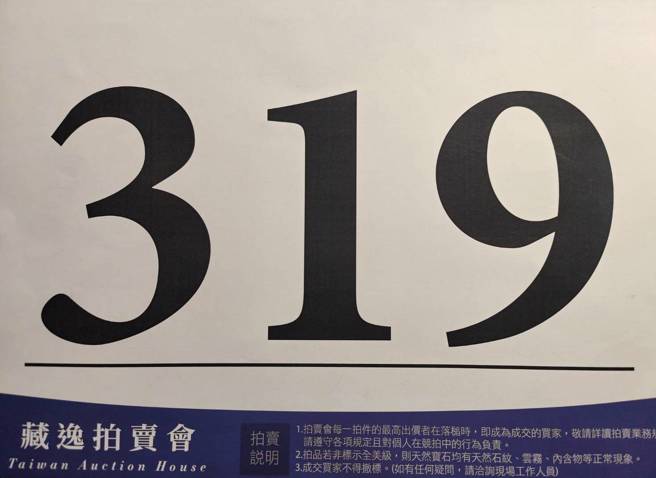 319
藏逸拍賣會
Taiwan Auction House
拍賣
說明
1.拍賣會每一拍件的最高出價者在落槌時，即成為成交的買家，敬請詳讀拍賣業務
請遵守各項規定且對個人在競拍中的行為負責。
2.拍品若非標示全美級，則天然寶石均有天然石紋、雲霧、內含物等正常現象。
3.成交買家不得撤標。(如有任何疑問，請洽詢現場工作人員)